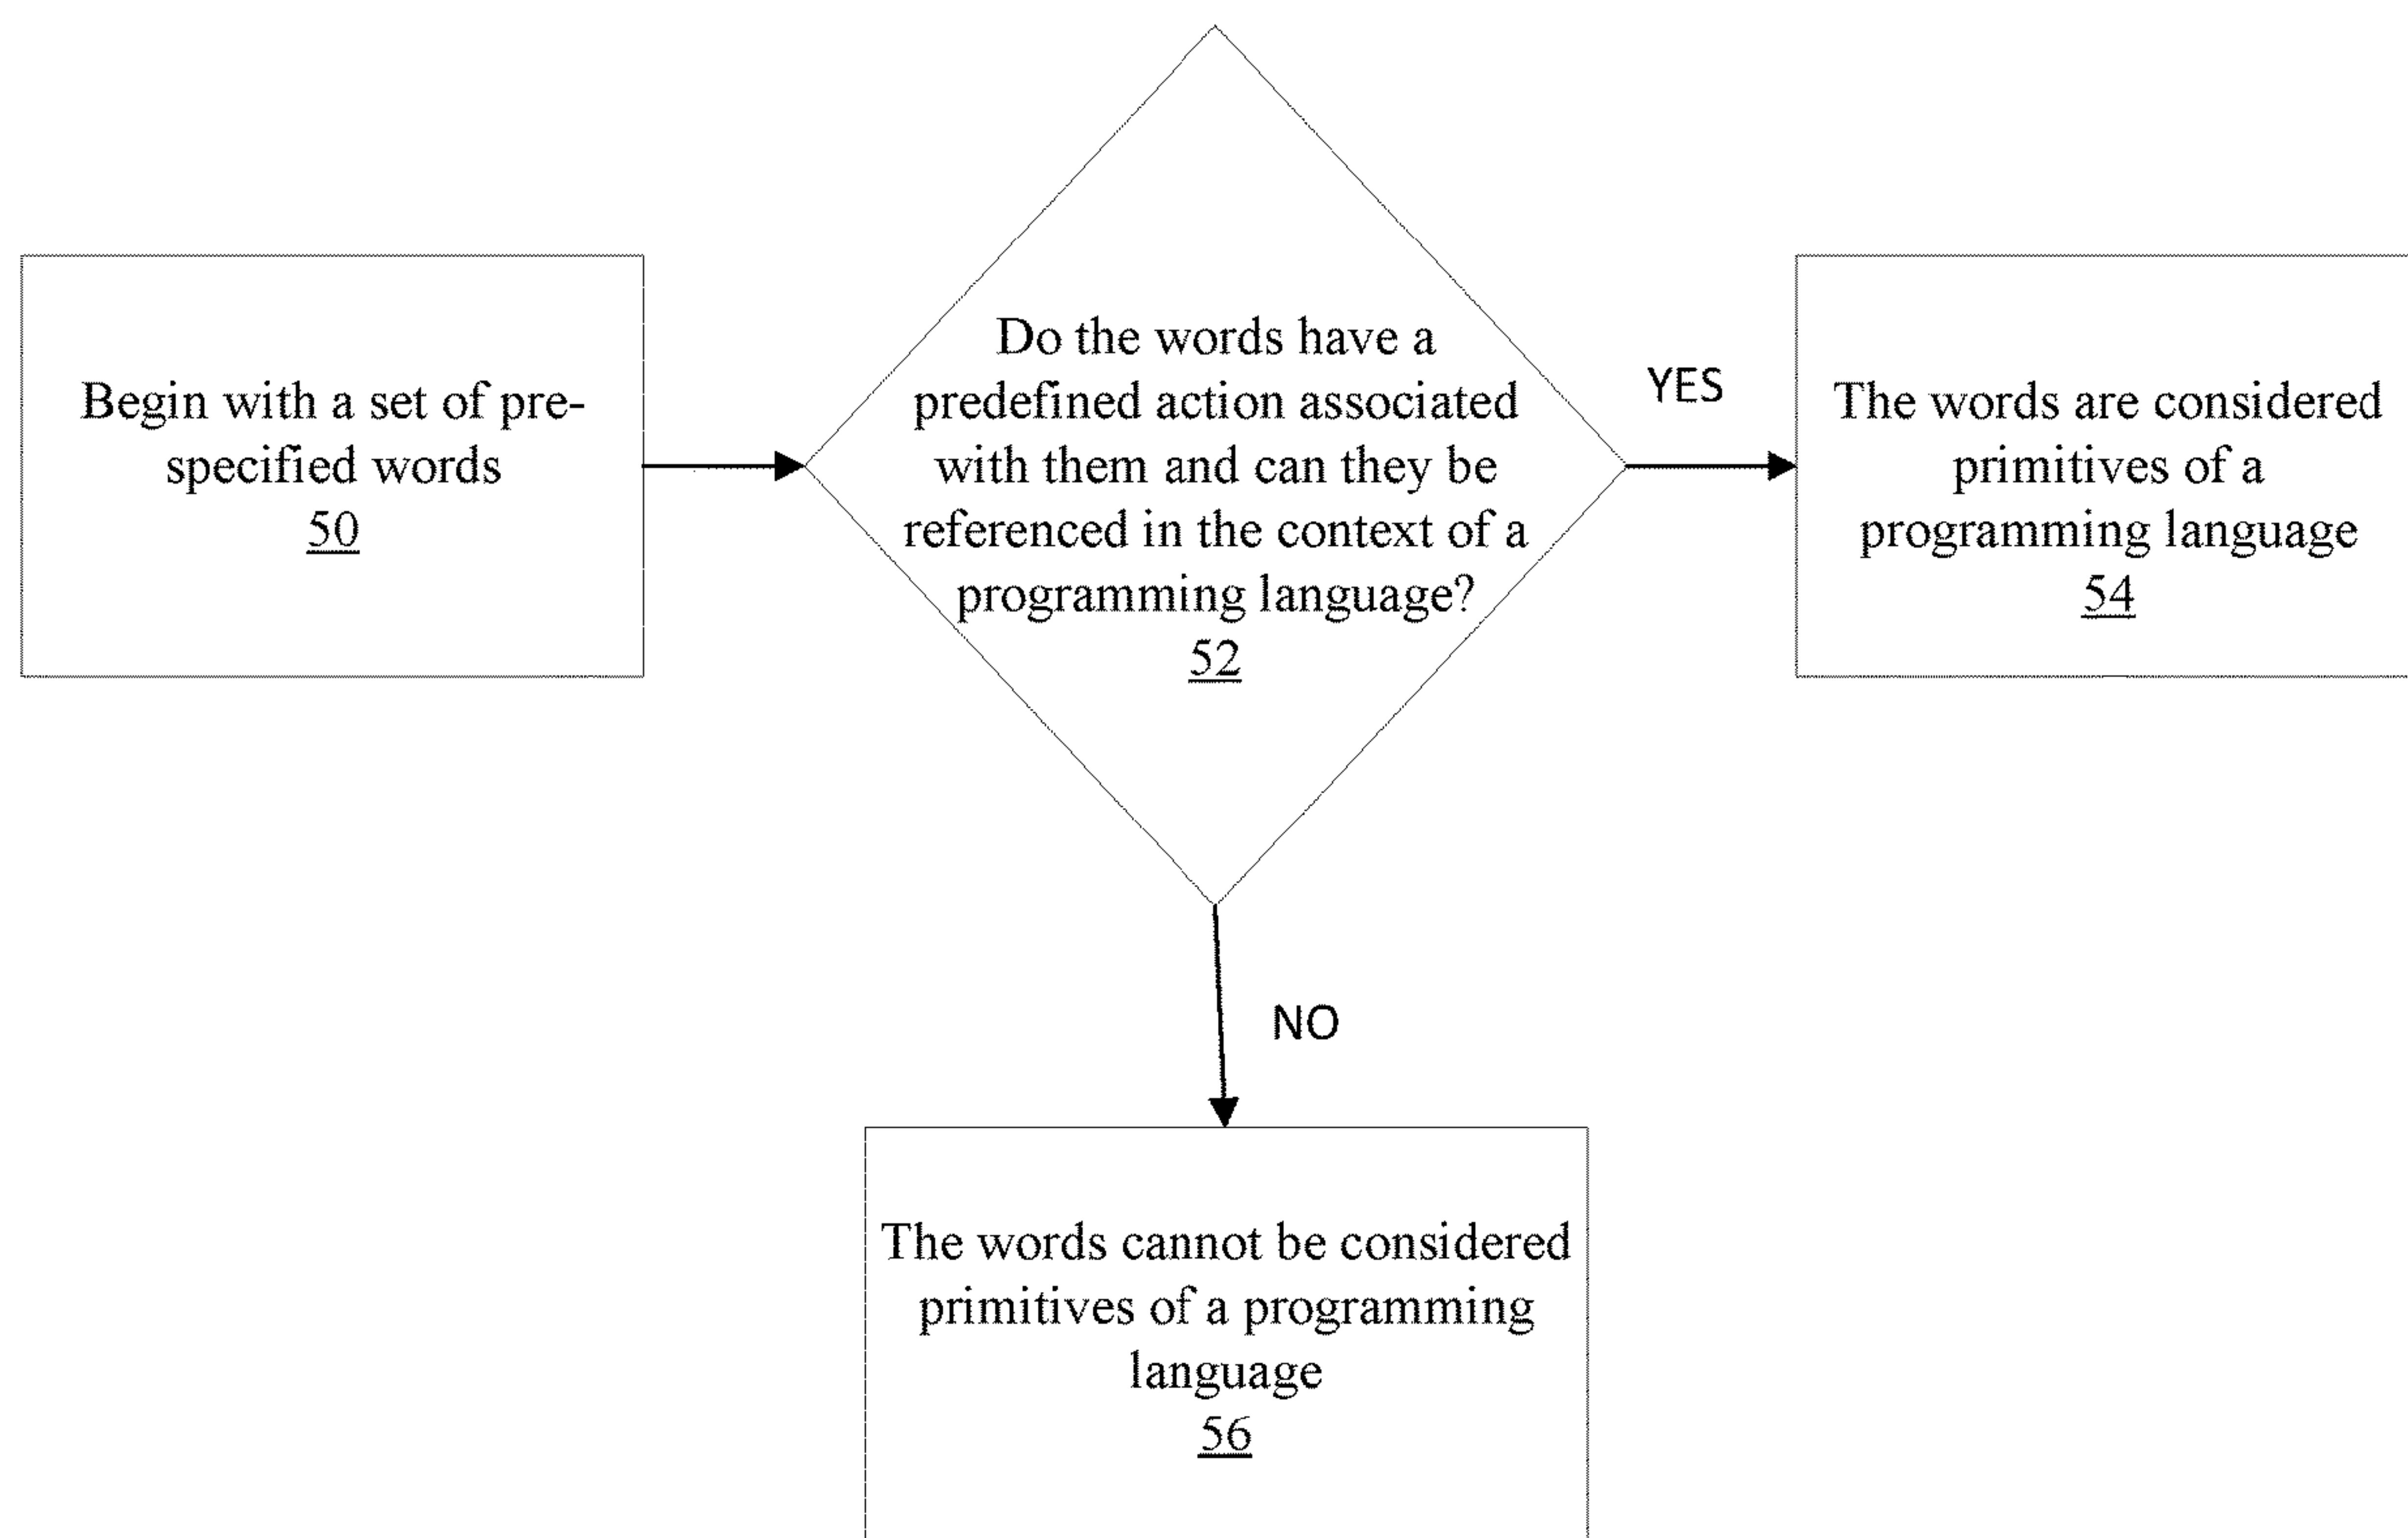 Begin with a set of pre-
specified words
50
Do the words have a
predefined action associated
with them and can they be
referenced in the context of a
programming language?
52
YES
The words are considered
primitives of a
programming language
54
NO
The words cannot be considered
primitives of a programming
language
56